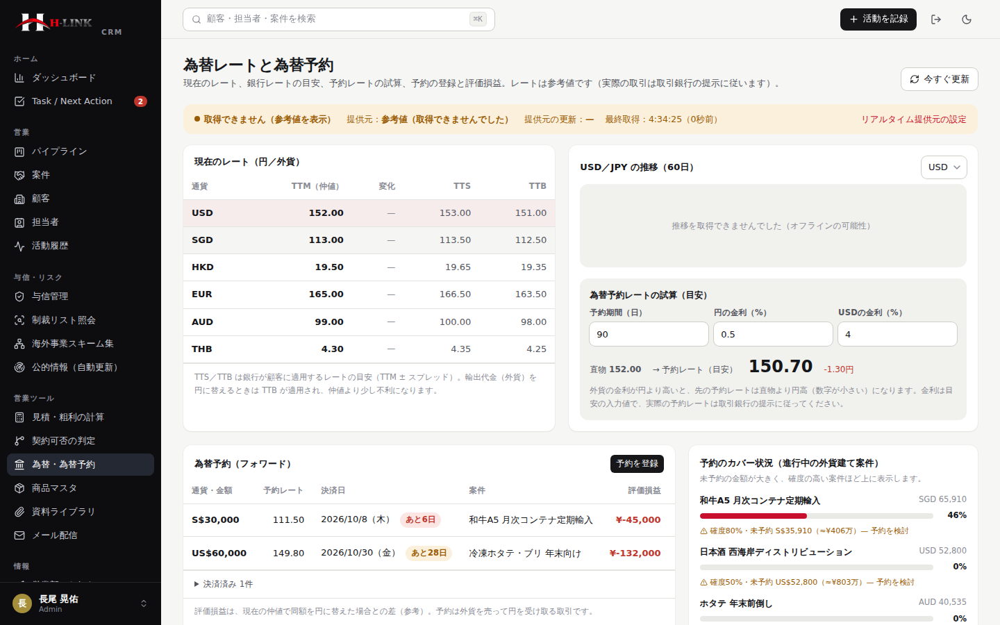 H-LINK CRM
ホーム
ダッシュボード
Task / Next Action 2
営業
パイプライン
案件
顧客
担当者
活動履歴
与信・リスク
与信管理
制裁リスト照会
海外事業スキーム集
公的情報（自動更新）
営業ツール
見積・粗利の計算
契約可否の判定
為替・為替予約
商品マスタ
資料ライブラリ
メール配信
情報
長 長尾 晃佑
Admin
顧客・担当者・案件を検索 ⌘K
活動を記録
為替レートと為替予約
現在のレート、銀行レートの目安、予約レートの試算、予約の登録と評価損益。レートは参考値です（実際の取引は取引銀行の提示に従います）。
今すぐ更新
取得できません（参考値を表示） 提供元：参考値（取得できませんでした） 提供元の更新：— 最終取得：4:34:25（0秒前） リアルタイム提供元の設定
現在のレート（円／外貨）
通貨 TTM（仲値） 変化 TTS TTB
USD 152.00 — 153.00 151.00
SGD 113.00 — 113.50 112.50
HKD 19.50 — 19.65 19.35
EUR 165.00 — 166.50 163.50
AUD 99.00 — 100.00 98.00
THB 4.30 — 4.35 4.25
TTS／TTB は銀行が顧客に適用するレートの目安（TTM ± スプレッド）。輸出代金（外貨）を
円に替えるときは TTB が適用され、仲値より少し不利になります。
USD／JPY の推移（60日） USD
推移を取得できませんでした（オフラインの可能性）
為替予約レートの試算（目安）
予約期間（日） 円の金利（%） USDの金利（%）
90 0.5 4
直物 152.00 → 予約レート（目安） 150.70 -1.30円
外貨の金利が円より高いと、先の予約レートは直物より円高（数字が小さい）になります。金利は目
安の入力値で、実際の予約レートは取引銀行の提示に従ってください。
為替予約（フォワード） 予約を登録
通貨・金額 予約レート 決済日 案件 評価損益
S$30,000 111.50 2026/10/8（木） あと6日 和牛A5 月次コンテナ定期輸入 ¥-45,000
US$60,000 149.80 2026/10/30（金） あと28日 冷凍ホタテ・ブリ 年末向け ¥-132,000
▶ 決済済み 1件
評価損益は、現在の仲値で同額を円に替えた場合との差（参考）。予約は外貨を売って円を受け取る取引です。
予約のカバー状況（進行中の外貨建て案件）
未予約の金額が大きく、確度の高い案件ほど上に表示します。
和牛A5 月次コンテナ定期輸入 SGD 65,910
46%
確度80%・未予約 S$35,910（≈¥406万）— 予約を検討
日本酒 西海岸ディストリビューション USD 52,800
0%
確度50%・未予約 US$52,800（≈¥803万）— 予約を検討
ホタテ 年末前倒し AUD 40,535
0%